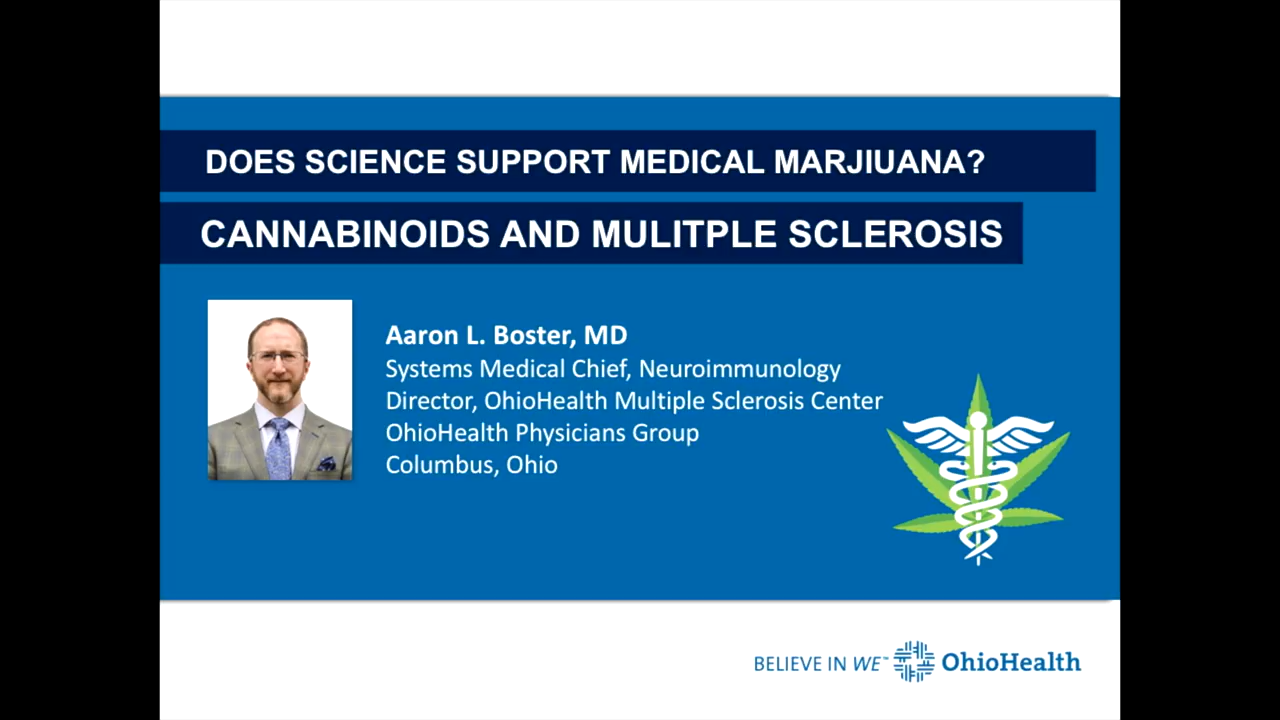 DOES SCIENCE SUPPORT MEDICAL MARJIUANA?
CANNABINOIDS AND MULITPLE SCLEROSIS
Aaron L. Boster, MD
Systems Medical Chief, Neuroimmunology
Director, OhioHealth Multiple Sclerosis Center
OhioHealth Physicians Group
Columbus, Ohio
BELIEVE IN WE™ OhioHealth